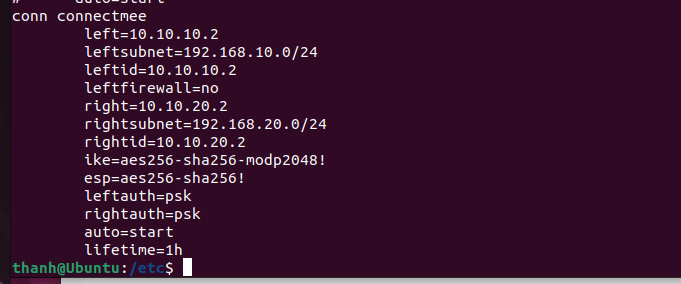 #      auto=start
conn connectmee
        left=10.10.10.2
        leftsubnet=192.168.10.0/24
        leftid=10.10.10.2
        leftfirewall=no
        right=10.10.20.2
        rightsubnet=192.168.20.0/24
        rightid=10.10.20.2
        ike=aes256-sha256-modp2048!
        esp=aes256-sha256!
        leftauth=psk
        rightauth=psk
        auto=start
        lifetime=1h
thanh@Ubuntu:/etc$